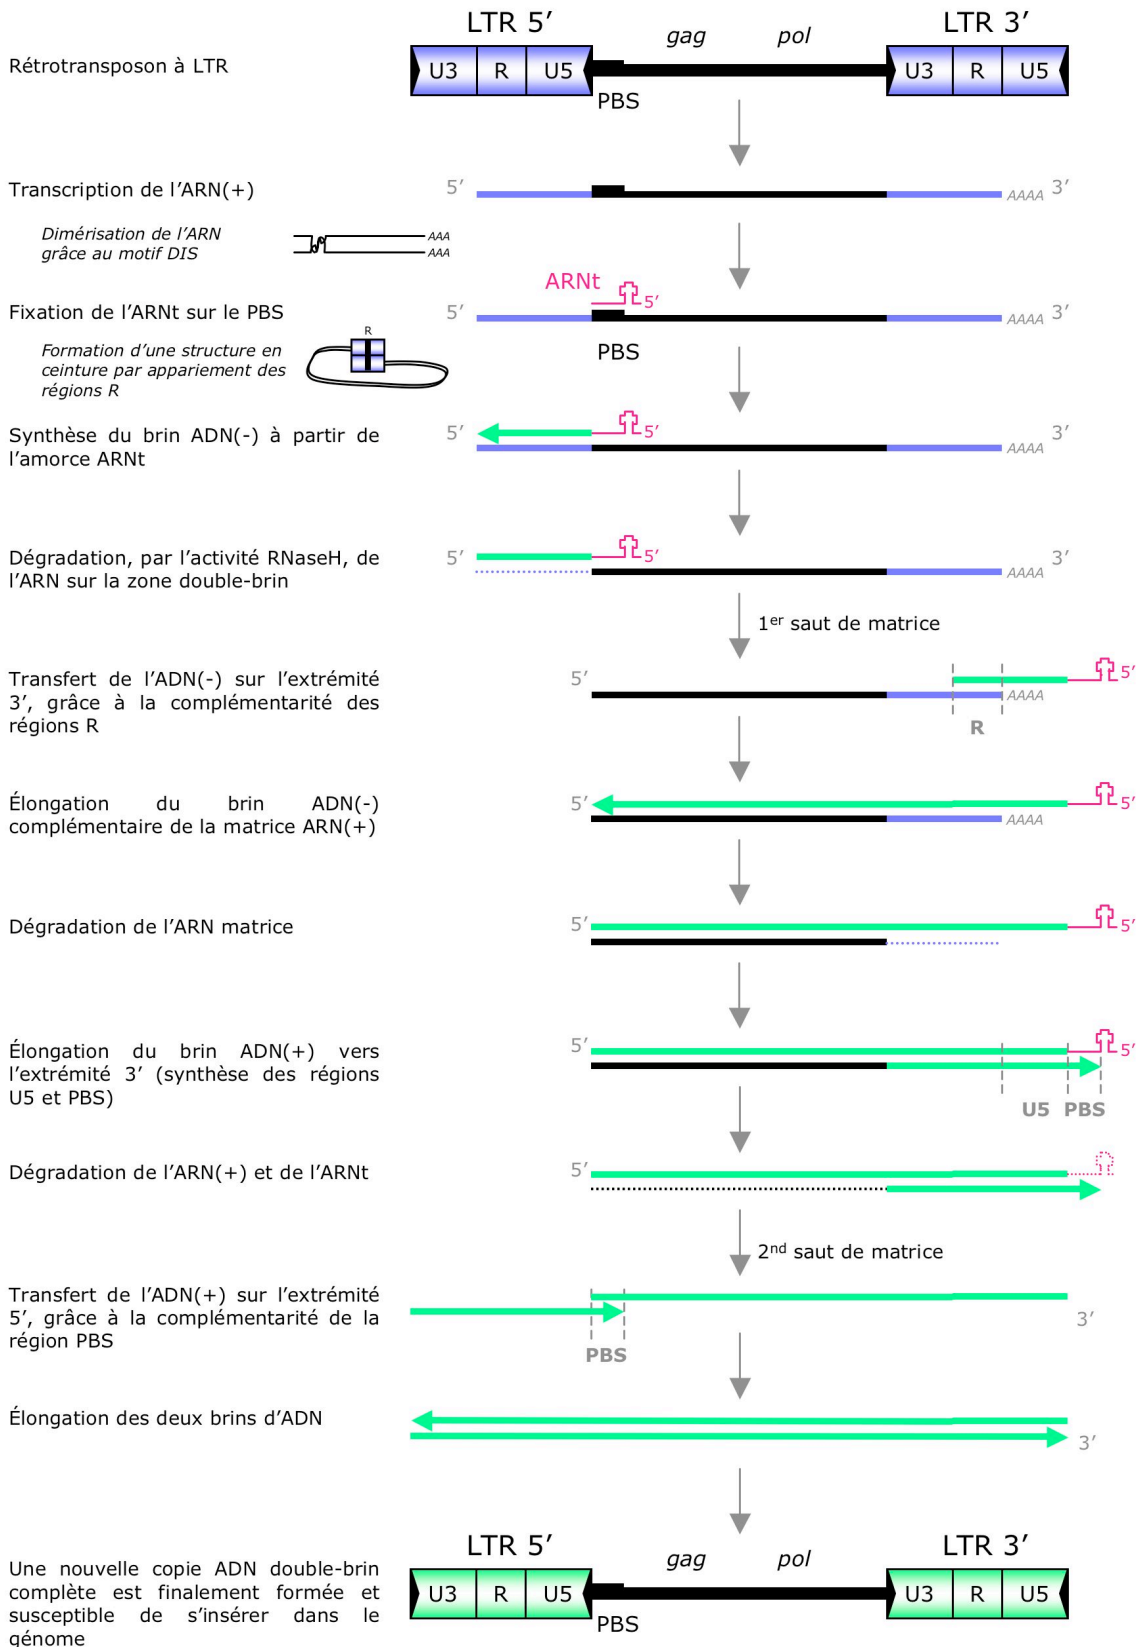 LTR 5’ gag pol LTR 3’
Rétrotransposon à LTR
U3 R U5 U3 R U5
PBS
Transcription de l’ARN(+)
5’ AAAA 3’
Dimérisation de l’ARN
grâce au motif DIS
AAA
AAA
ARNt
5’
Fixation de l’ARNt sur le PBS
5’ AAAA 3’
PBS
R
Formation d’une structure en
ceinture par appariement des
régions R
Synthèse du brin ADN(-) à partir de
l’amorce ARNt
5’ 5’ 3’
AAAA
Dégradation, par l’activité RNaseH, de
l’ARN sur la zone double-brin
5’ 5’ 3’
AAAA
1er saut de matrice
Transfert de l’ADN(-) sur l’extrémité
3’, grâce à la complémentarité des
régions R
5’ 5’
AAAA
R
Élongation du brin ADN(-)
complémentaire de la matrice ARN(+)
5’ 5’
AAAA
Dégradation de l’ARN matrice
5’ 5’
Élongation du brin ADN(+) vers
l’extrémité 3’ (synthèse des régions
U5 et PBS)
5’ 5’
U5 PBS
Dégradation de l’ARN(+) et de l’ARNt
5’
2nd saut de matrice
Transfert de l’ADN(+) sur l’extrémité
5’, grâce à la complémentarité de la
région PBS
3’
PBS
Élongation des deux brins d’ADN
3’
LTR 5’ gag pol LTR 3’
U3 R U5 U3 R U5
PBS
Une nouvelle copie ADN double-brin
complète est finalement formée et
susceptible de s’insérer dans le
génome